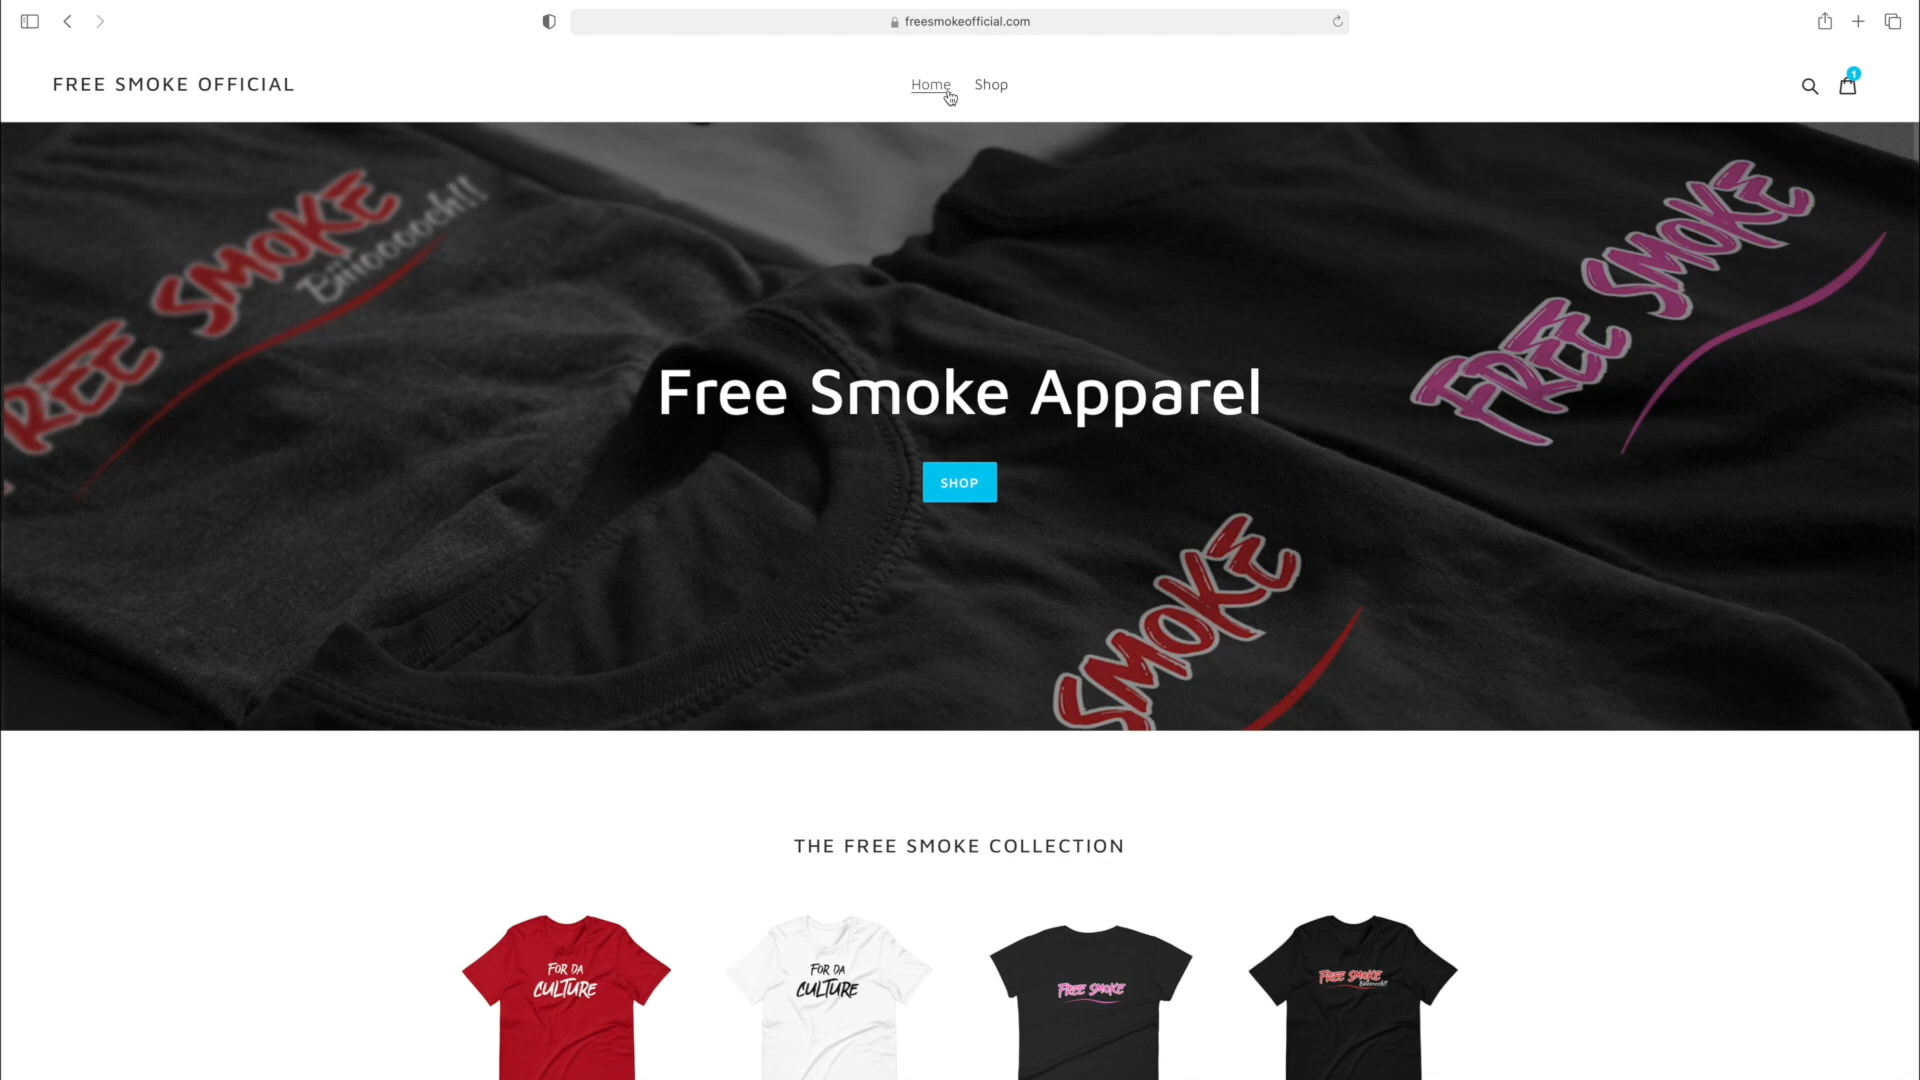 freesmokeofficial.com
FREE SMOKE OFFICIAL
Home
Shop
1
FREE SMOKE
Biiiooooch!!
FREE SMOKE
Free Smoke Apparel
SHOP
SMOKE
THE FREE SMOKE COLLECTION
FOR DA
CULTURE
FOR DA
CULTURE
FREE SMOKE
FREE SMOKE